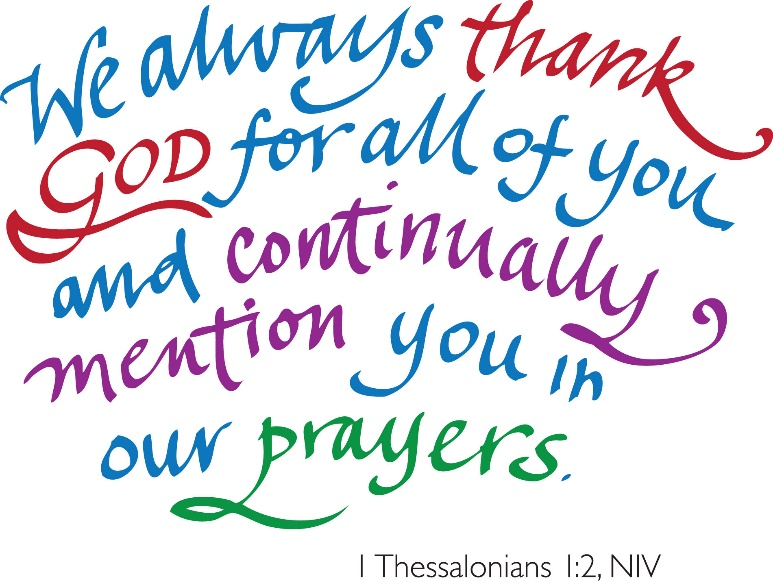 We always thank
GOD for all of you
and continually
mention you in
our prayers.
1 Thessalonians 1:2, NIV